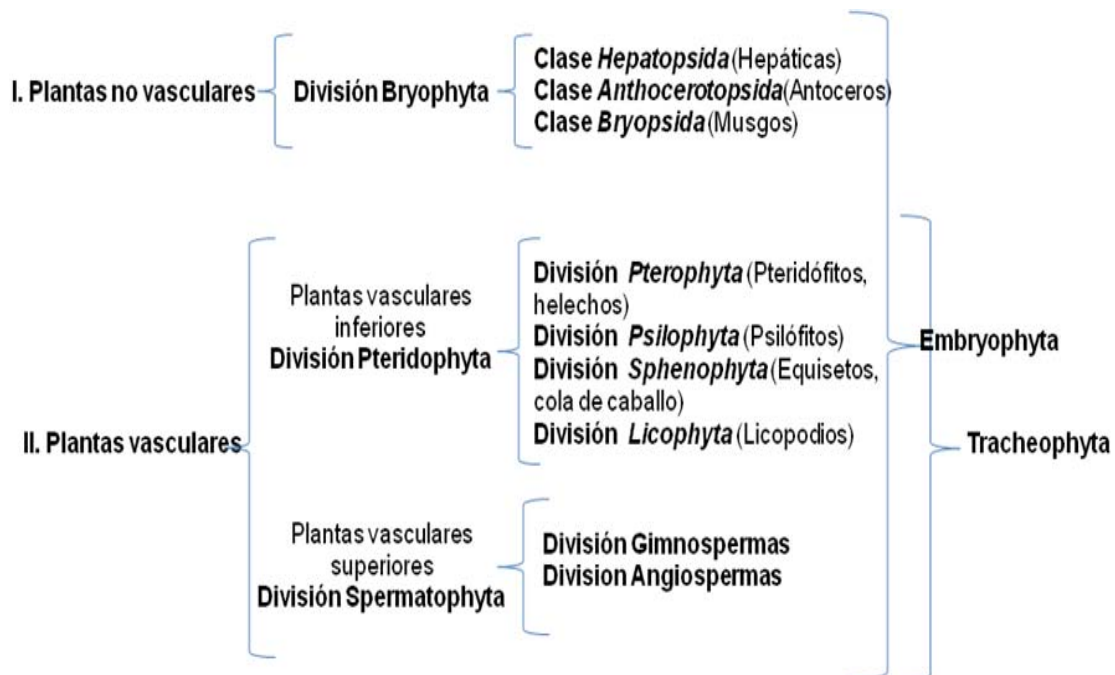 I. Plantas no vasculares
División Bryophyta
Clase Hepatopsida (Hepáticas)
Clase Anthocerotopsida (Antoceros)
Clase Bryopsida (Musgos)
II. Plantas vasculares
Plantas vasculares
inferiores
División Pteridophyta
División Pterophyta (Pteridófitos,
helechos)
División Psilophyta (Psilófitos)
División Sphenophyta (Equisetos,
cola de caballo)
División Licophyta (Licopodios)
Plantas vasculares
superiores
División Spermatophyta
División Gimnospermas
Division Angiospermas
Embryophyta
Tracheophyta